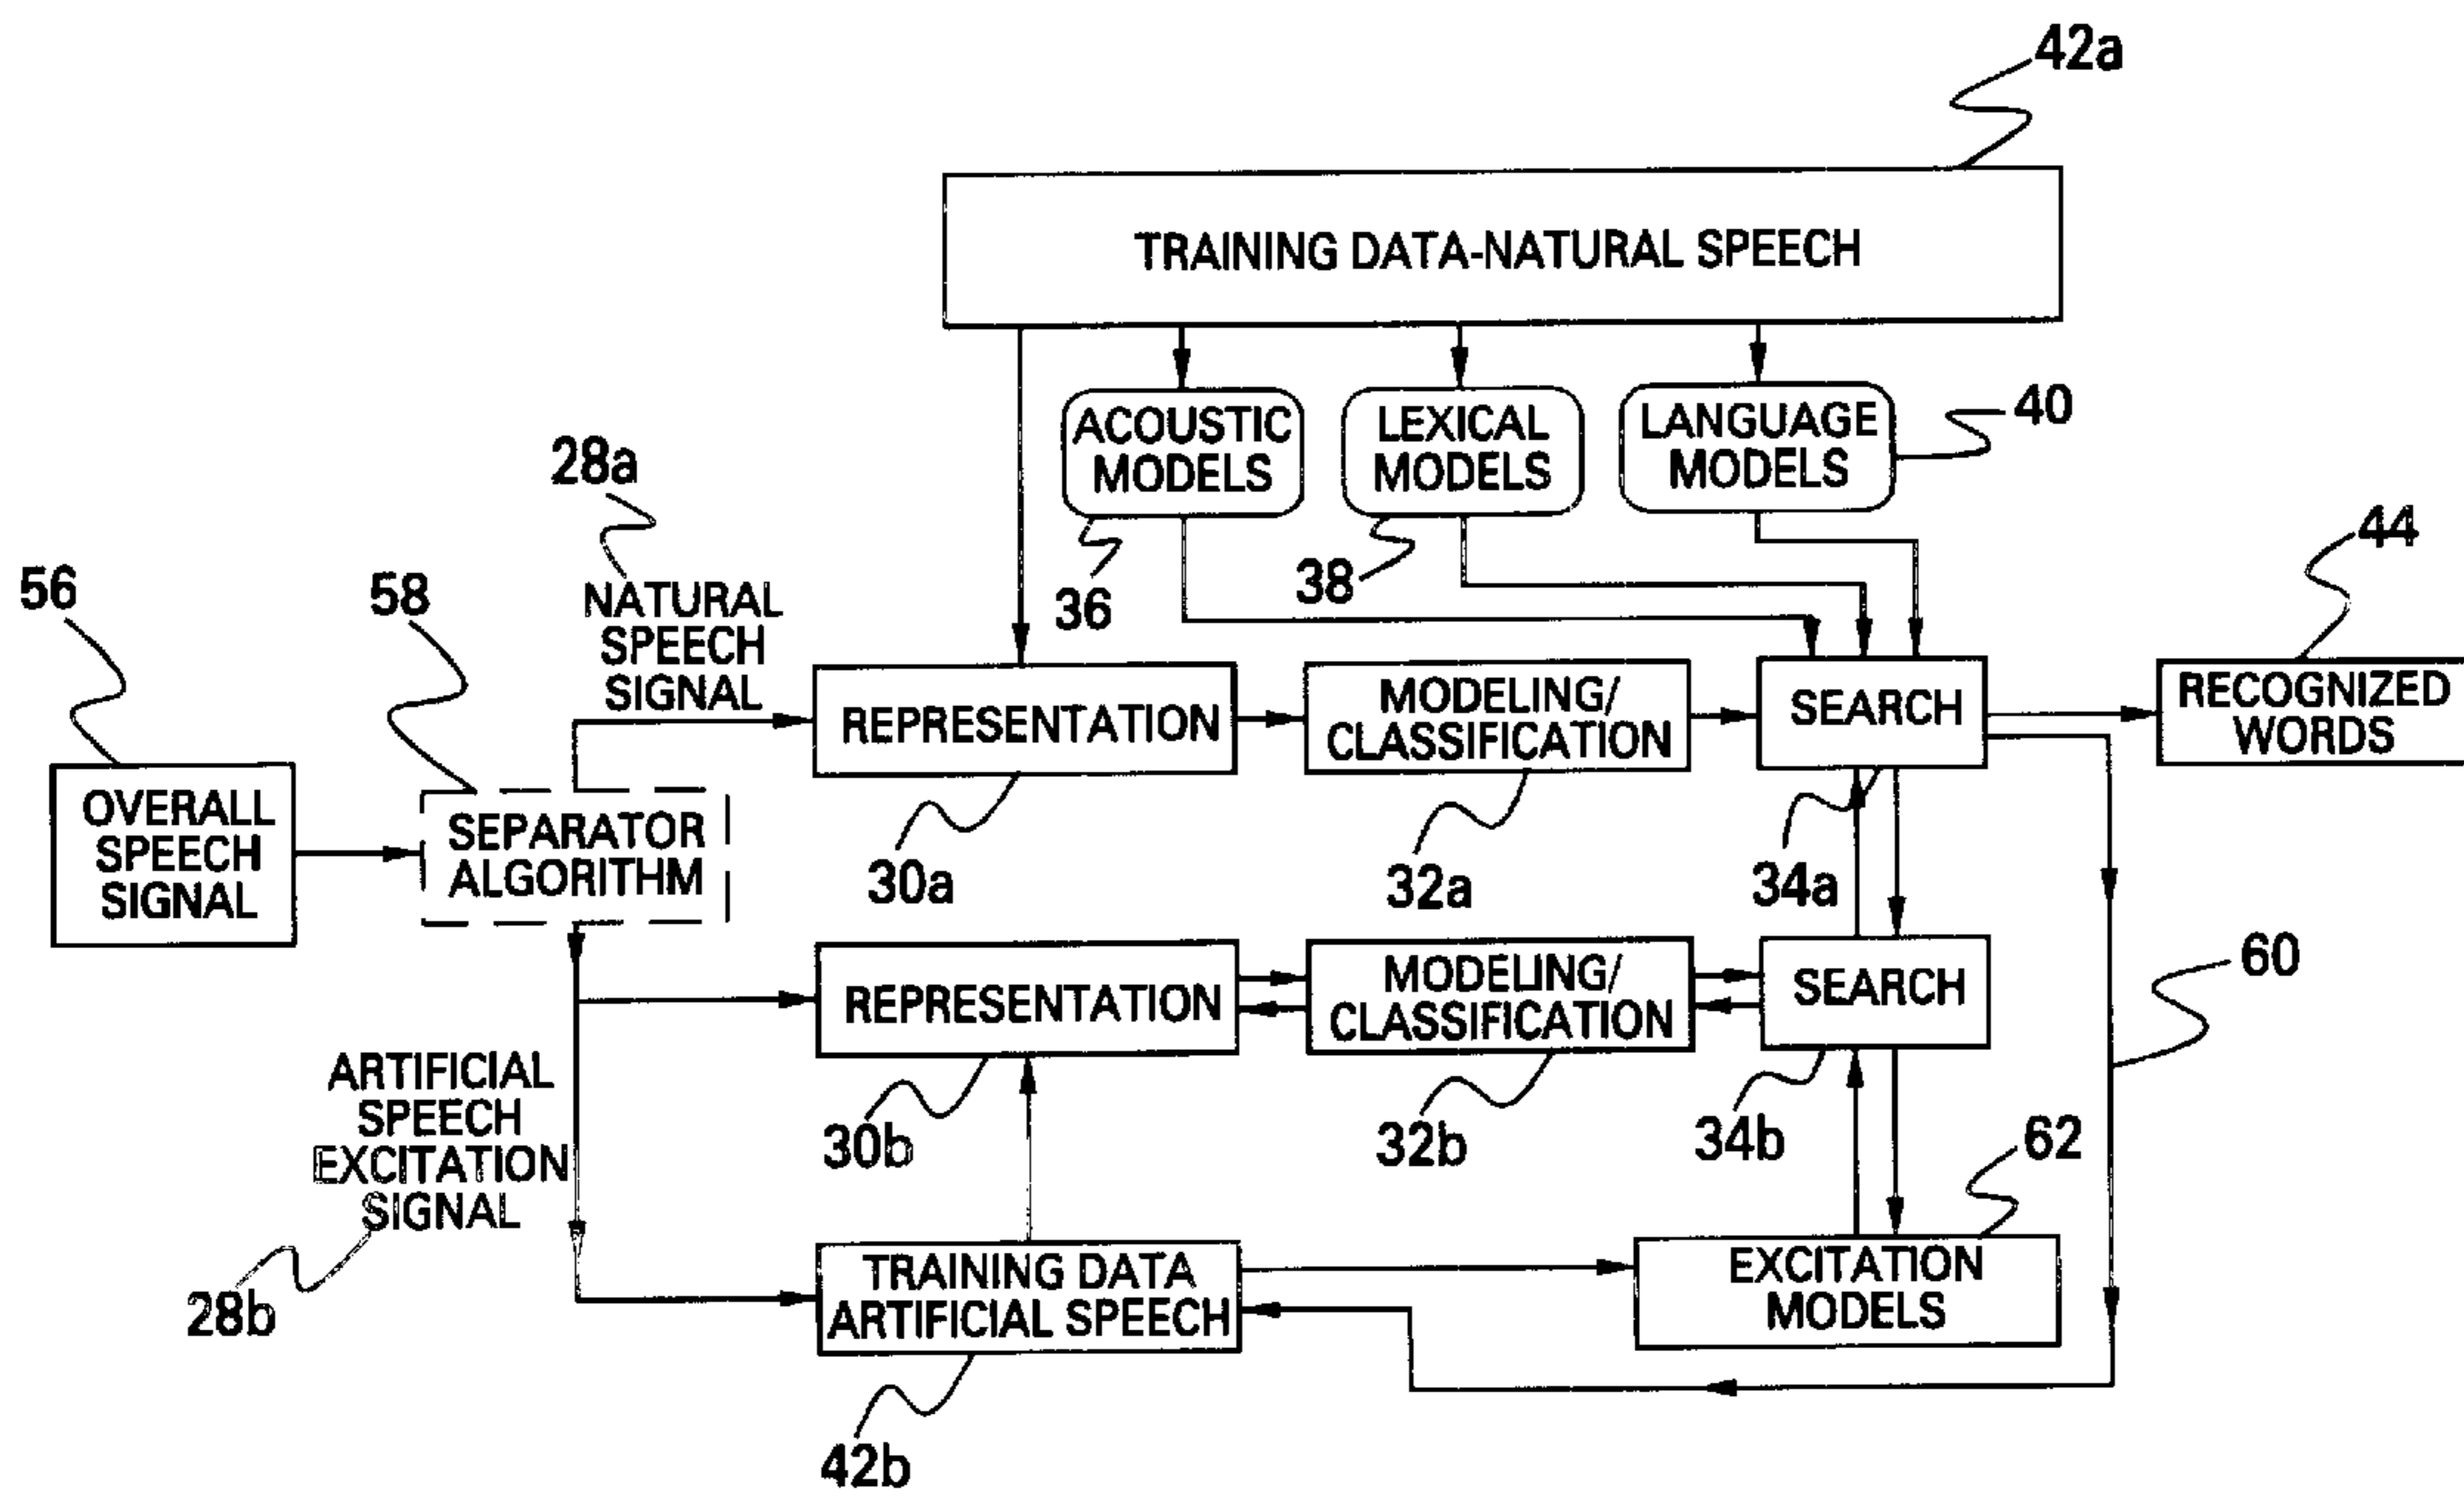 42a
TRAINING DATA-NATURAL SPEECH
ACOUSTIC
MODELS
LEXICAL
MODELS
LANGUAGE
MODELS
40
28a
36
38
44
56
58
NATURAL
SPEECH
SIGNAL
REPRESENTATION
MODELING/
CLASSIFICATION
SEARCH
RECOGNIZED
WORDS
OVERALL
SPEECH
SIGNAL
SEPARATOR
ALGORITHM
30a
32a
34a
60
REPRESENTATION
MODELING/
CLASSIFICATION
SEARCH
ARTIFICIAL
SPEECH
EXCITATION
SIGNAL
30b
32b
34b
62
28b
TRAINING DATA
ARTIFICIAL SPEECH
EXCITATION
MODELS
42b